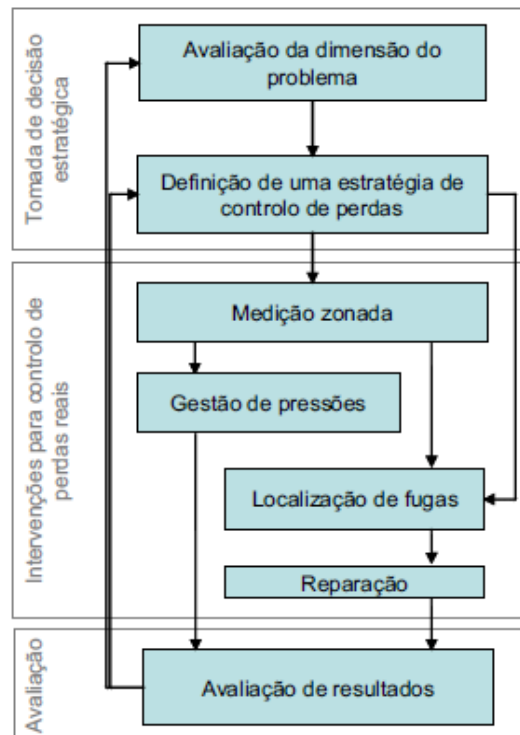 Tomada de decisão
estratégica
Avaliação da dimensão do
problema
Definição de uma estratégia de
controlo de perdas
Intervenções para controlo de
perdas reais
Medição zonada
Gestão de pressões
Localização de fugas
Reparação
Avaliação
Avaliação de resultados